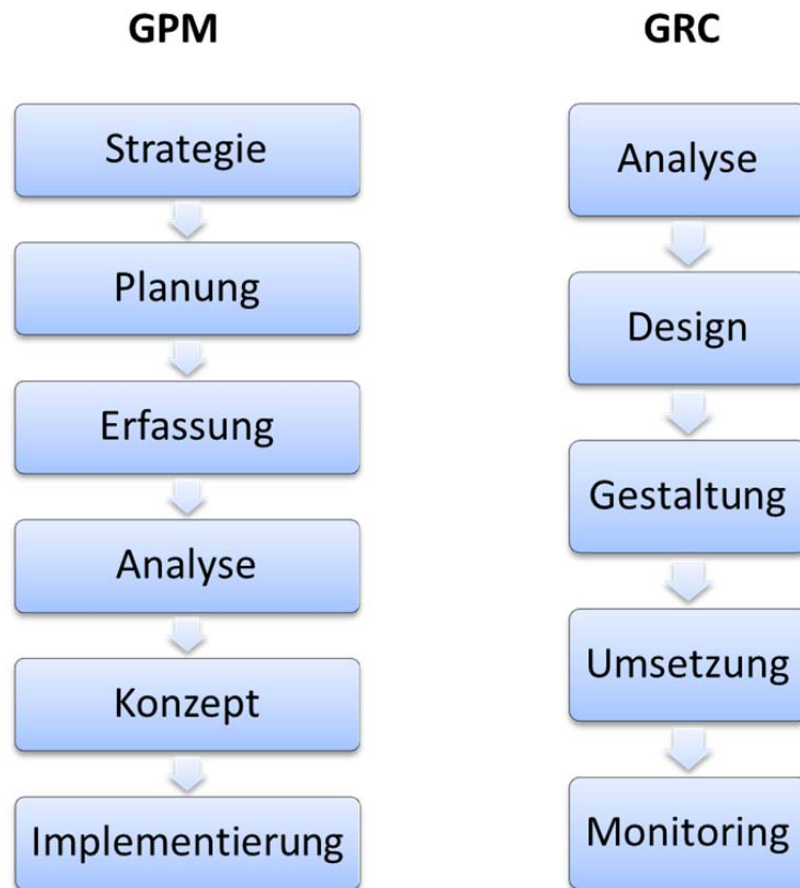 GPM
Strategie
Planung
Erfassung
Analyse
Konzept
Implementierung
GRC
Analyse
Design
Gestaltung
Umsetzung
Monitoring